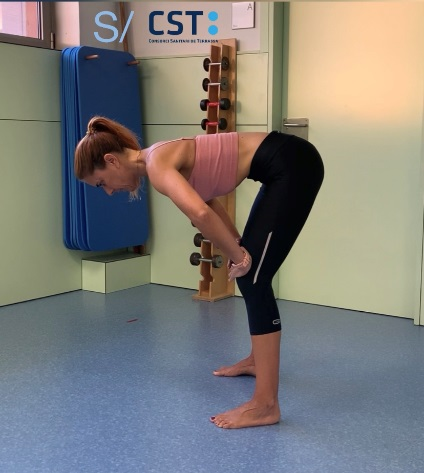 S/ CST:
CONSORCI SANITARI DE TERRASSA